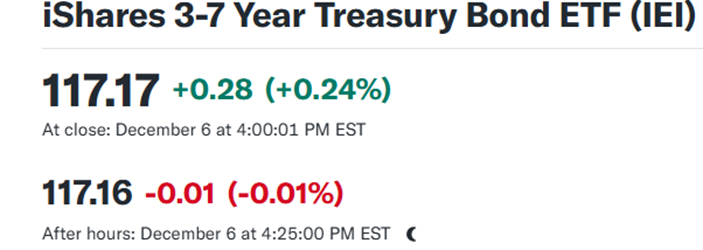 iShares 3-7 Year Treasury Bond ETF (IEI)
117.17 +0.28 (+0.24%)
At close: December 6 at 4:00:01 PM EST
117.16 -0.01 (-0.01%)
After hours: December 6 at 4:25:00 PM EST